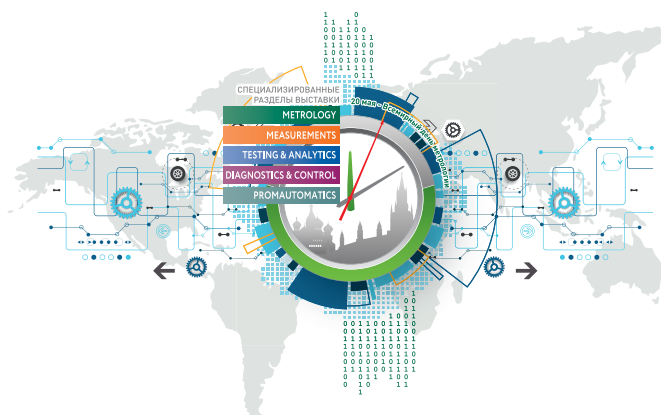 СПЕЦИАЛИЗИРОВАННЫЕ
РАЗДЕЛЫ ВЫСТАВКИ
METROLOGY
MEASUREMENTS
TESTING & ANALYTICS
DIAGNOSTICS & CONTROL
PROMAUTOMATICS
20 мая - Всемирный день метрологии